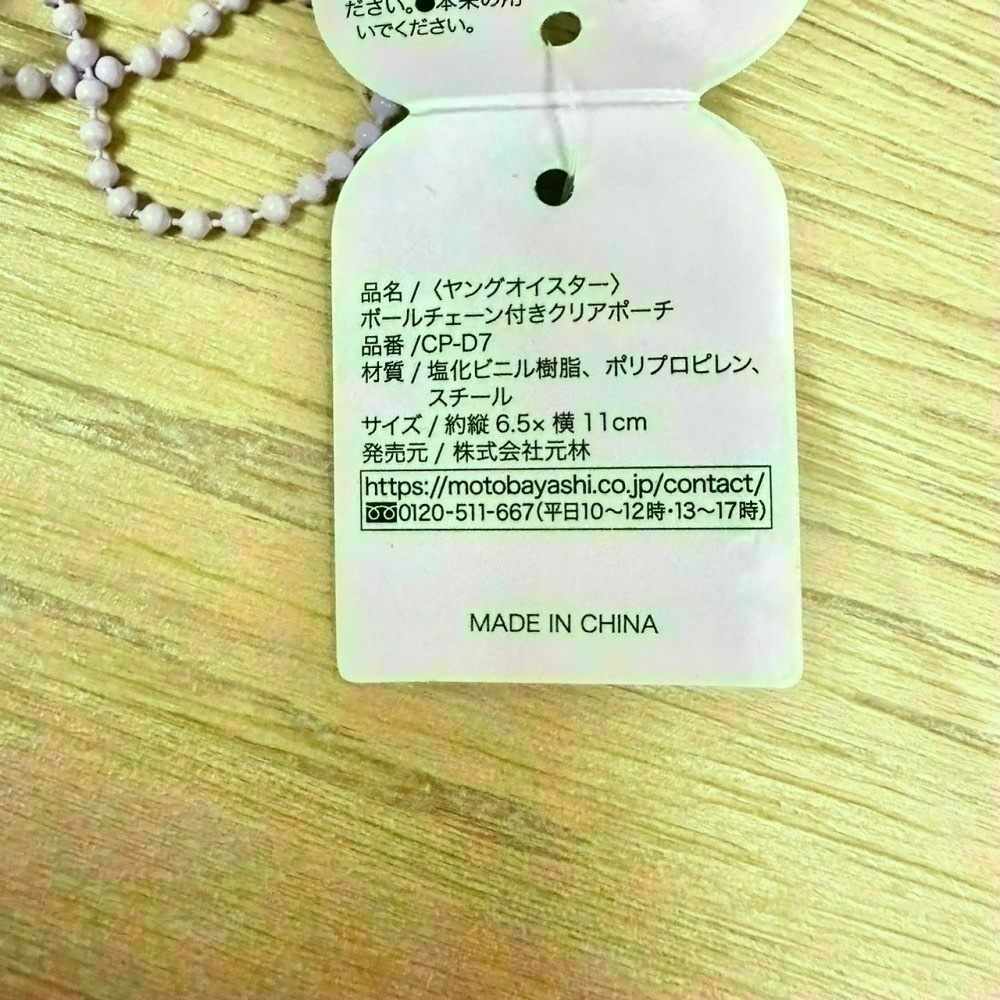 ださい。●本来の用
いでください。
品名 / 〈ヤングオイスター〉
ボールチェーン付きクリアポーチ
品番 /CP-D7
材質 / 塩化ビニル樹脂、ポリプロピレン、
スチール
サイズ / 約縦 6.5× 横 11cm
発売元 / 株式会社元林
https://motobayashi.co.jp/contact/
0120-511-667(平日10〜12時・13〜17時)
MADE IN CHINA